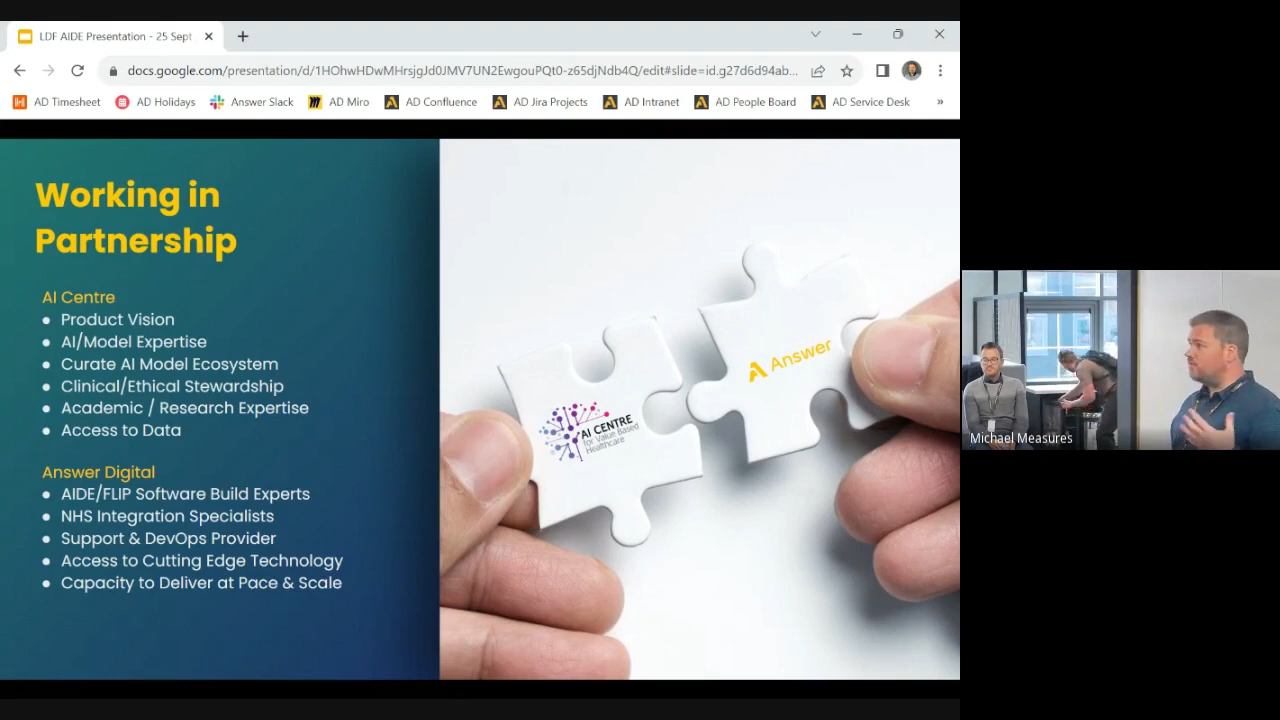 LDF AIDE Presentation - 25 Sept
docs.google.com/presentation/d/1HOhwHDwMHrsjgJd0JMV7UN2EwgouPQt0-z65djNdb4Q/edit#slide=id.g27d6d94ab...
AD Timesheet AD Holidays Answer Slack AD Miro AD Confluence AD Jira Projects AD Intranet AD People Board AD Service Desk »
Working in
Partnership
AI Centre
● Product Vision
● AI/Model Expertise
● Curate AI Model Ecosystem
● Clinical/Ethical Stewardship
● Academic / Research Expertise
● Access to Data
Answer Digital
● AIDE/FLIP Software Build Experts
● NHS Integration Specialists
● Support & DevOps Provider
● Access to Cutting Edge Technology
● Capacity to Deliver at Pace & Scale
AI CENTRE
for Value Based
Healthcare
Answer
Michael Measures